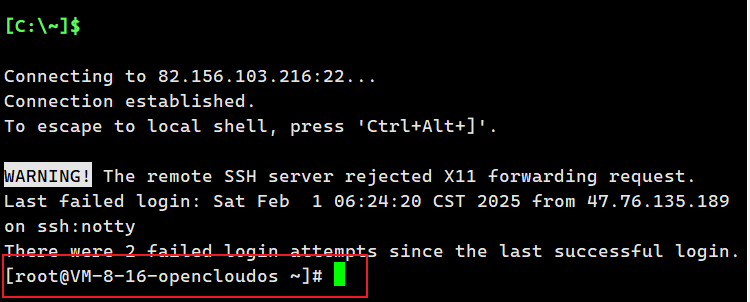 [C:\~]$
Connecting to 82.156.103.216:22...
Connection established.
To escape to local shell, press 'Ctrl+Alt+]'.
WARNING! The remote SSH server rejected X11 forwarding request.
Last failed login: Sat Feb  1 06:24:20 CST 2025 from 47.76.135.189
on ssh:notty
There were 2 failed login attempts since the last successful login.
[root@VM-8-16-opencloudos ~]#